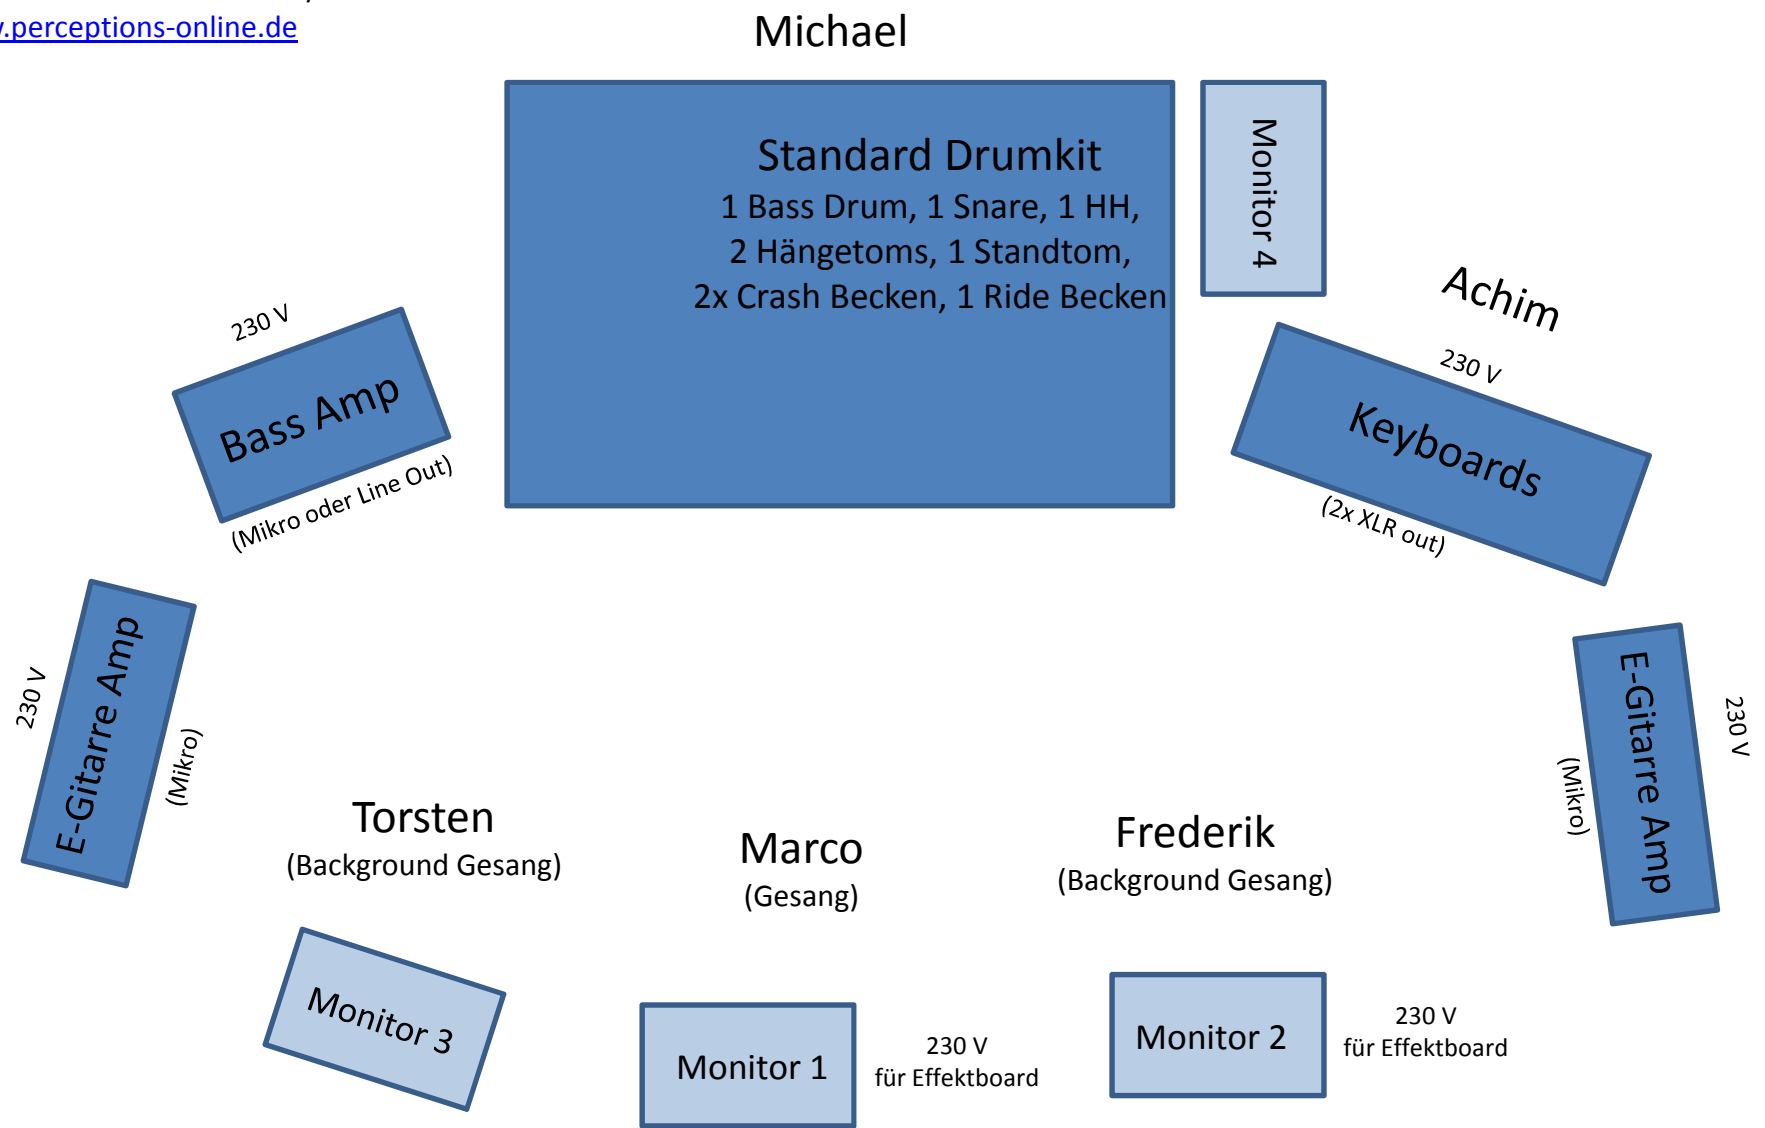 .perceptions-online.de
Michael
Standard Drumkit
1 Bass Drum, 1 Snare, 1 HH,
2 Hängetoms, 1 Standtom,
2x Crash Becken, 1 Ride Becken
Monitor 4
Achim
230 V
Keyboards
(2x XLR out)
230 V
Bass Amp
(Mikro oder Line Out)
230 V
E-Gitarre Amp
(Mikro)
230 V
E-Gitarre Amp
(Mikro)
Torsten
(Background Gesang)
Marco
(Gesang)
Frederik
(Background Gesang)
Monitor 3
Monitor 1
230 V
für Effektboard
Monitor 2
230 V
für Effektboard